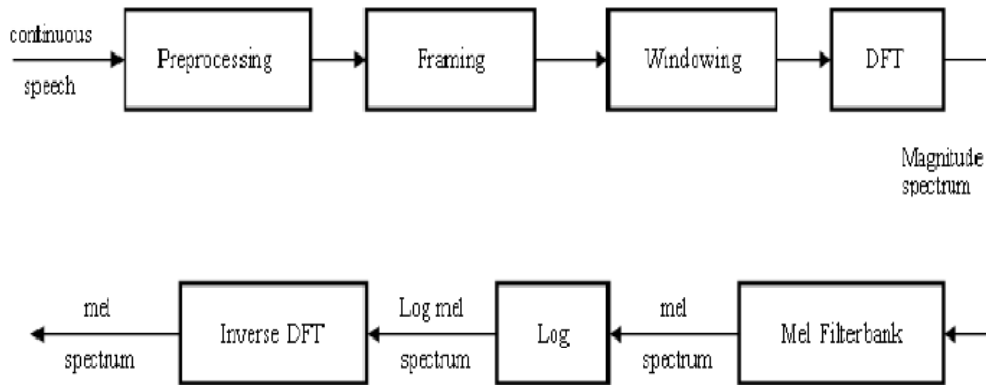 continuous
speech
Preprocessing
Framing
Windowing
DFT
Magnitude
spectrum
Mel Filterbank
mel
spectrum
Log
Log mel
spectrum
Inverse DFT
mel
spectrum